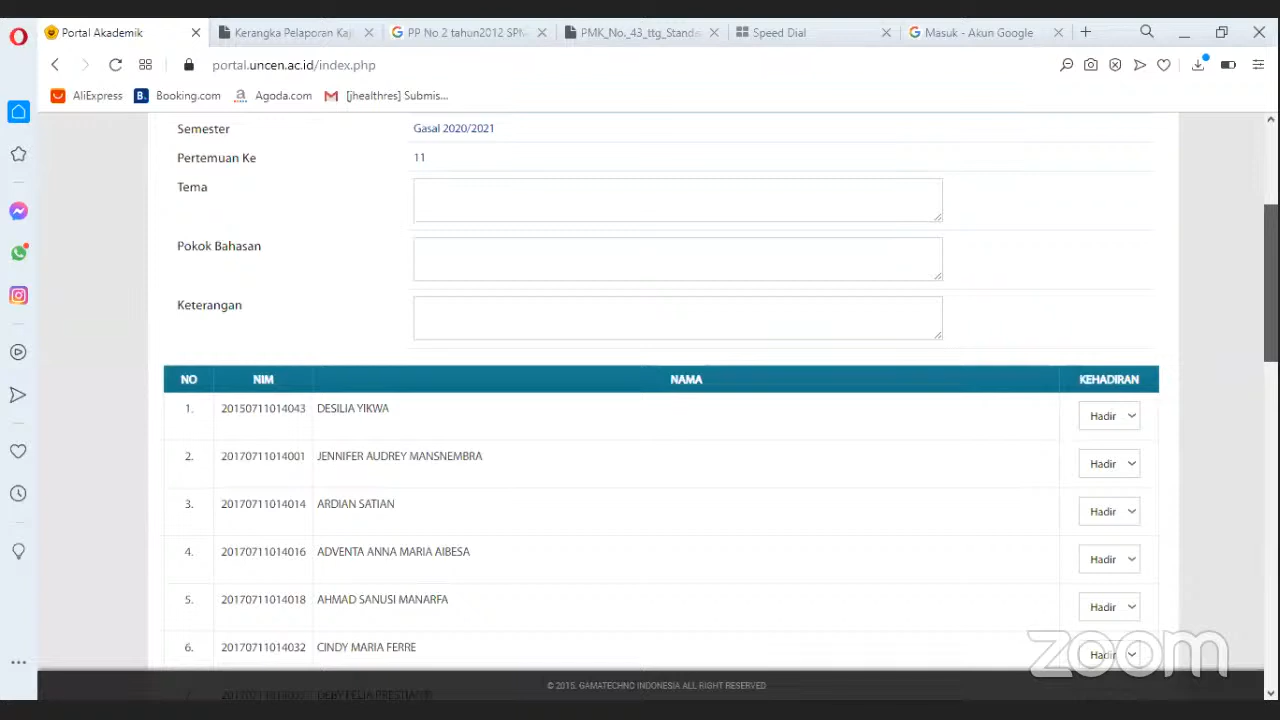 Portal Akademik
Kerangka Pelaporan Kaj
PP No 2 tahun2012 SPM
PMK_No._43_ttg_Standa
Speed Dial
Masuk - Akun Google
portal.uncen.ac.id/index.php
AliExpress
B. Booking.com
a Agoda.com
[jhealthres] Submis...
Semester Gasal 2020/2021
Pertemuan Ke 11
Tema
Pokok Bahasan
Keterangan
NO NIM NAMA KEHADIRAN
1. 20150711014043 DESILIA YIKWA Hadir
2. 20170711014001 JENNIFER AUDREY MANSNEMBRA Hadir
3. 20170711014014 ARDIAN SATIAN Hadir
4. 20170711014016 ADVENTA ANNA MARIA AIBESA Hadir
5. 20170711014018 AHMAD SANUSI MANARFA Hadir
6. 20170711014032 CINDY MARIA FERRE Hadir
zoom
© 2015. GAMATECHNO INDONESIA ALL RIGHT RESERVED